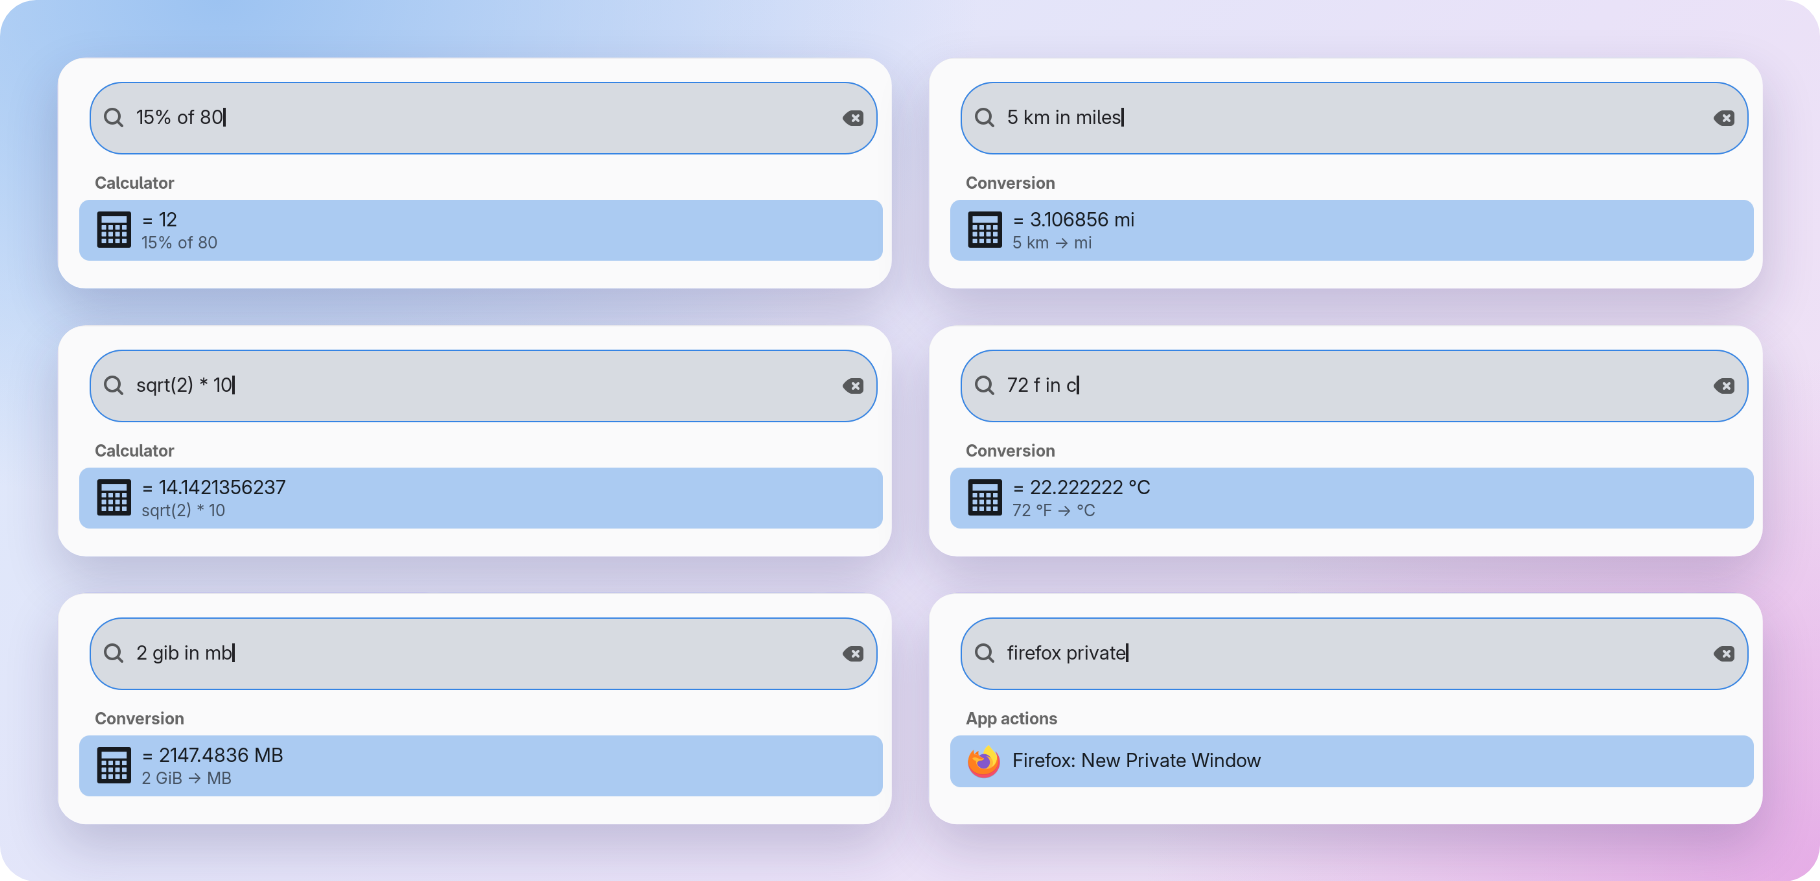 15% of 80
Calculator
= 12
15% of 80
5 km in miles
Conversion
= 3.106856 mi
5 km → mi
sqrt(2) * 10
Calculator
= 14.1421356237
sqrt(2) * 10
72 f in c
Conversion
= 22.222222 °C
72 °F → °C
2 gib in mb
Conversion
= 2147.4836 MB
2 GiB → MB
firefox private
App actions
Firefox: New Private Window